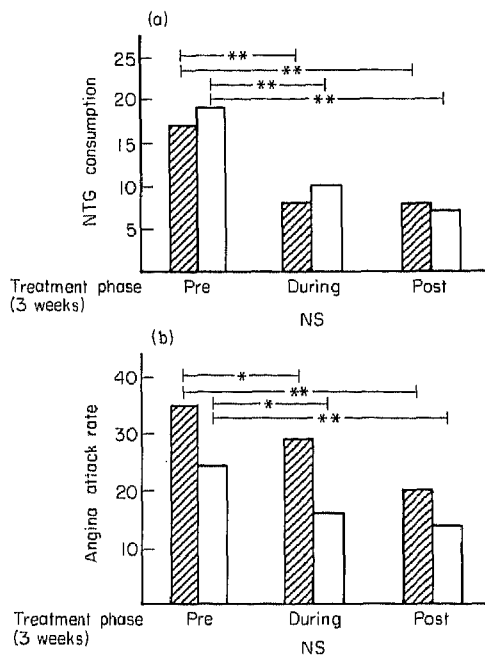 (a)
25
20
15
10
5
NTG consumption
**
**
**
**
Treatment phase
(3 weeks)
Pre
During
Post
NS
(b)
40
30
20
10
Angina attack rate
*
**
*
**
Treatment phase
(3 weeks)
Pre
During
Post
NS